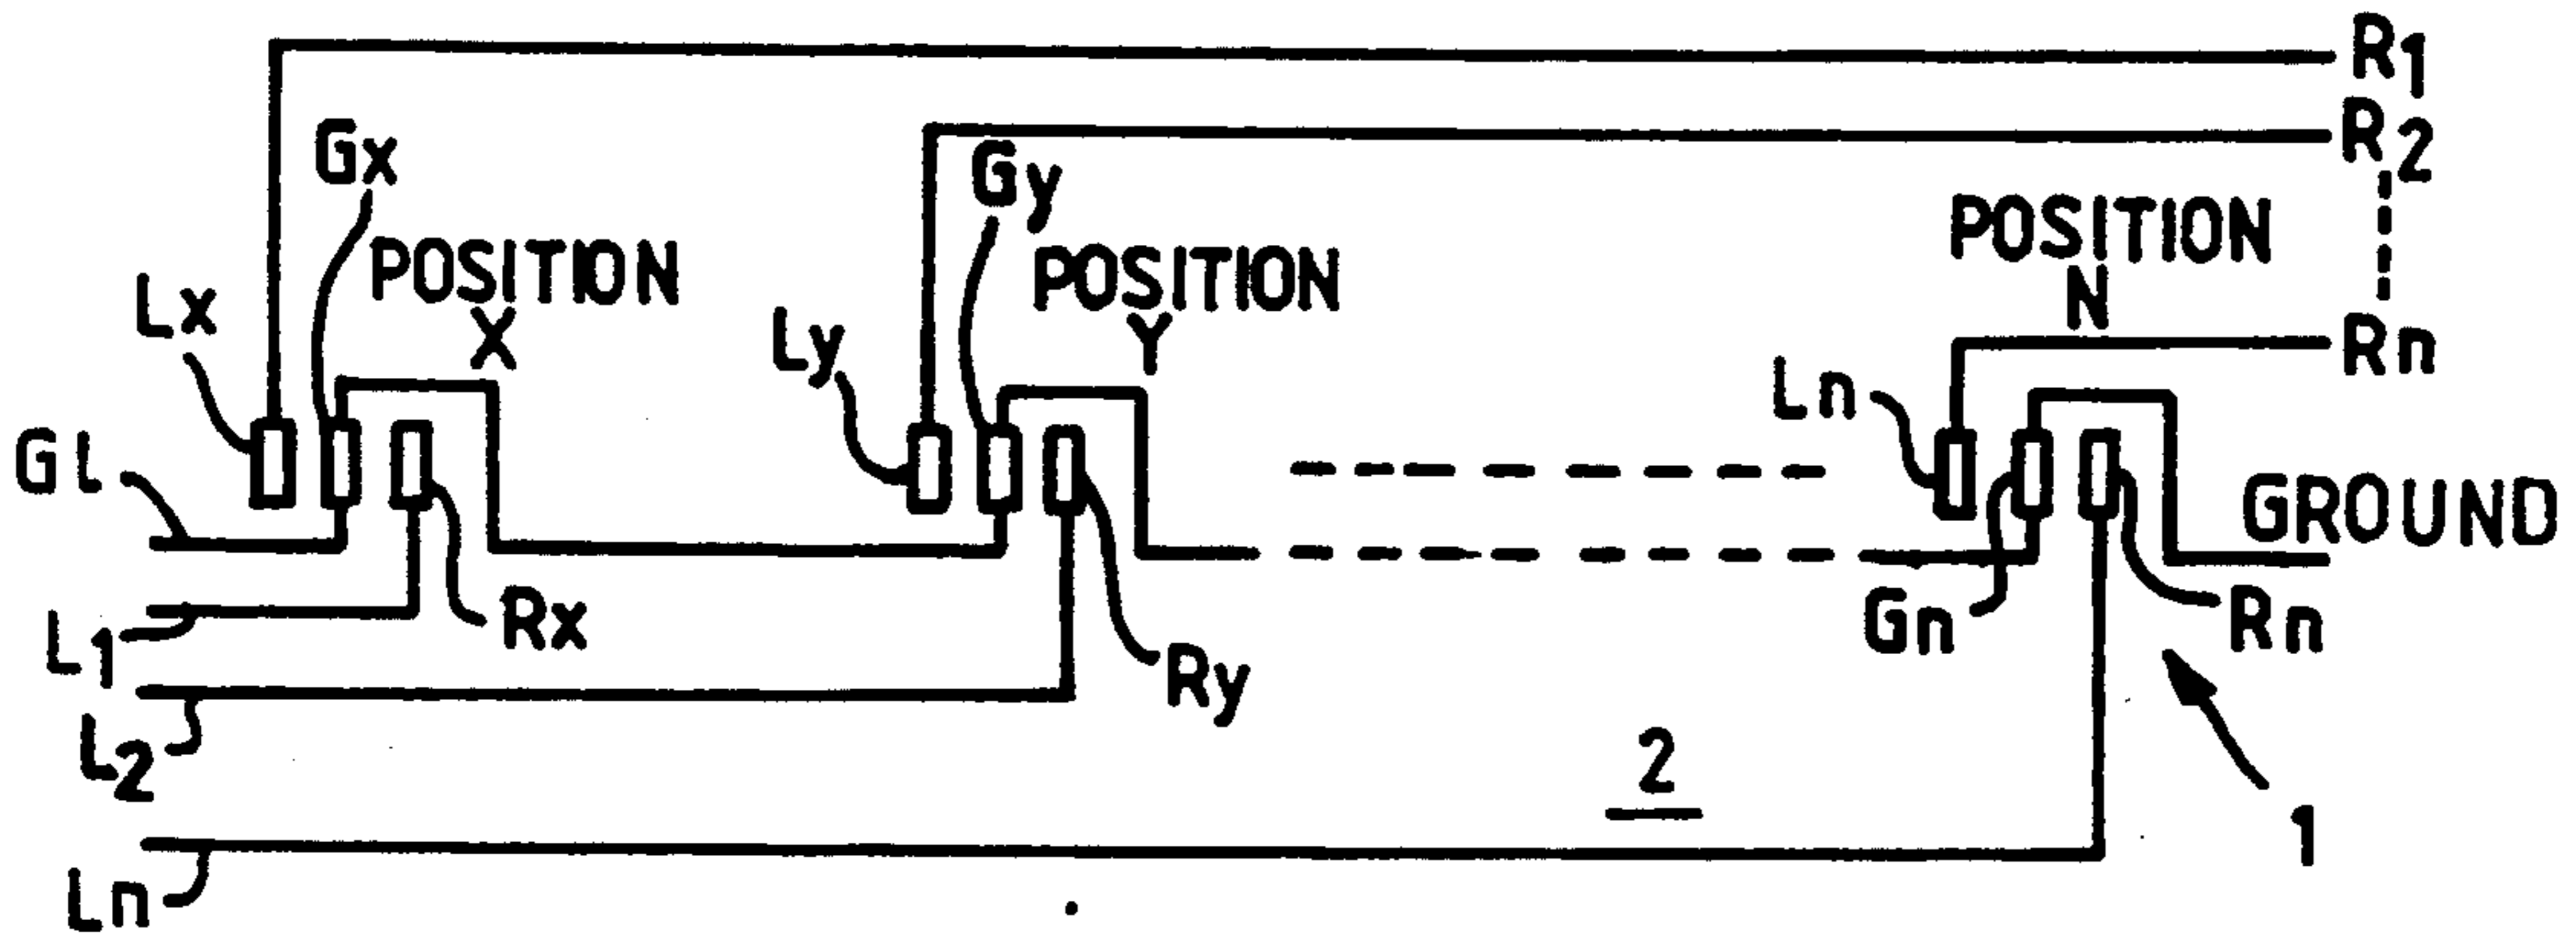 R1
R2
Gx
Gy
POSITION
N
POSITION
X
POSITION
Y
Lx
Ly
Rn
Ln
Gl
GROUND
L1
Rx
Gn
Rn
Ry
L2
2
1
Ln